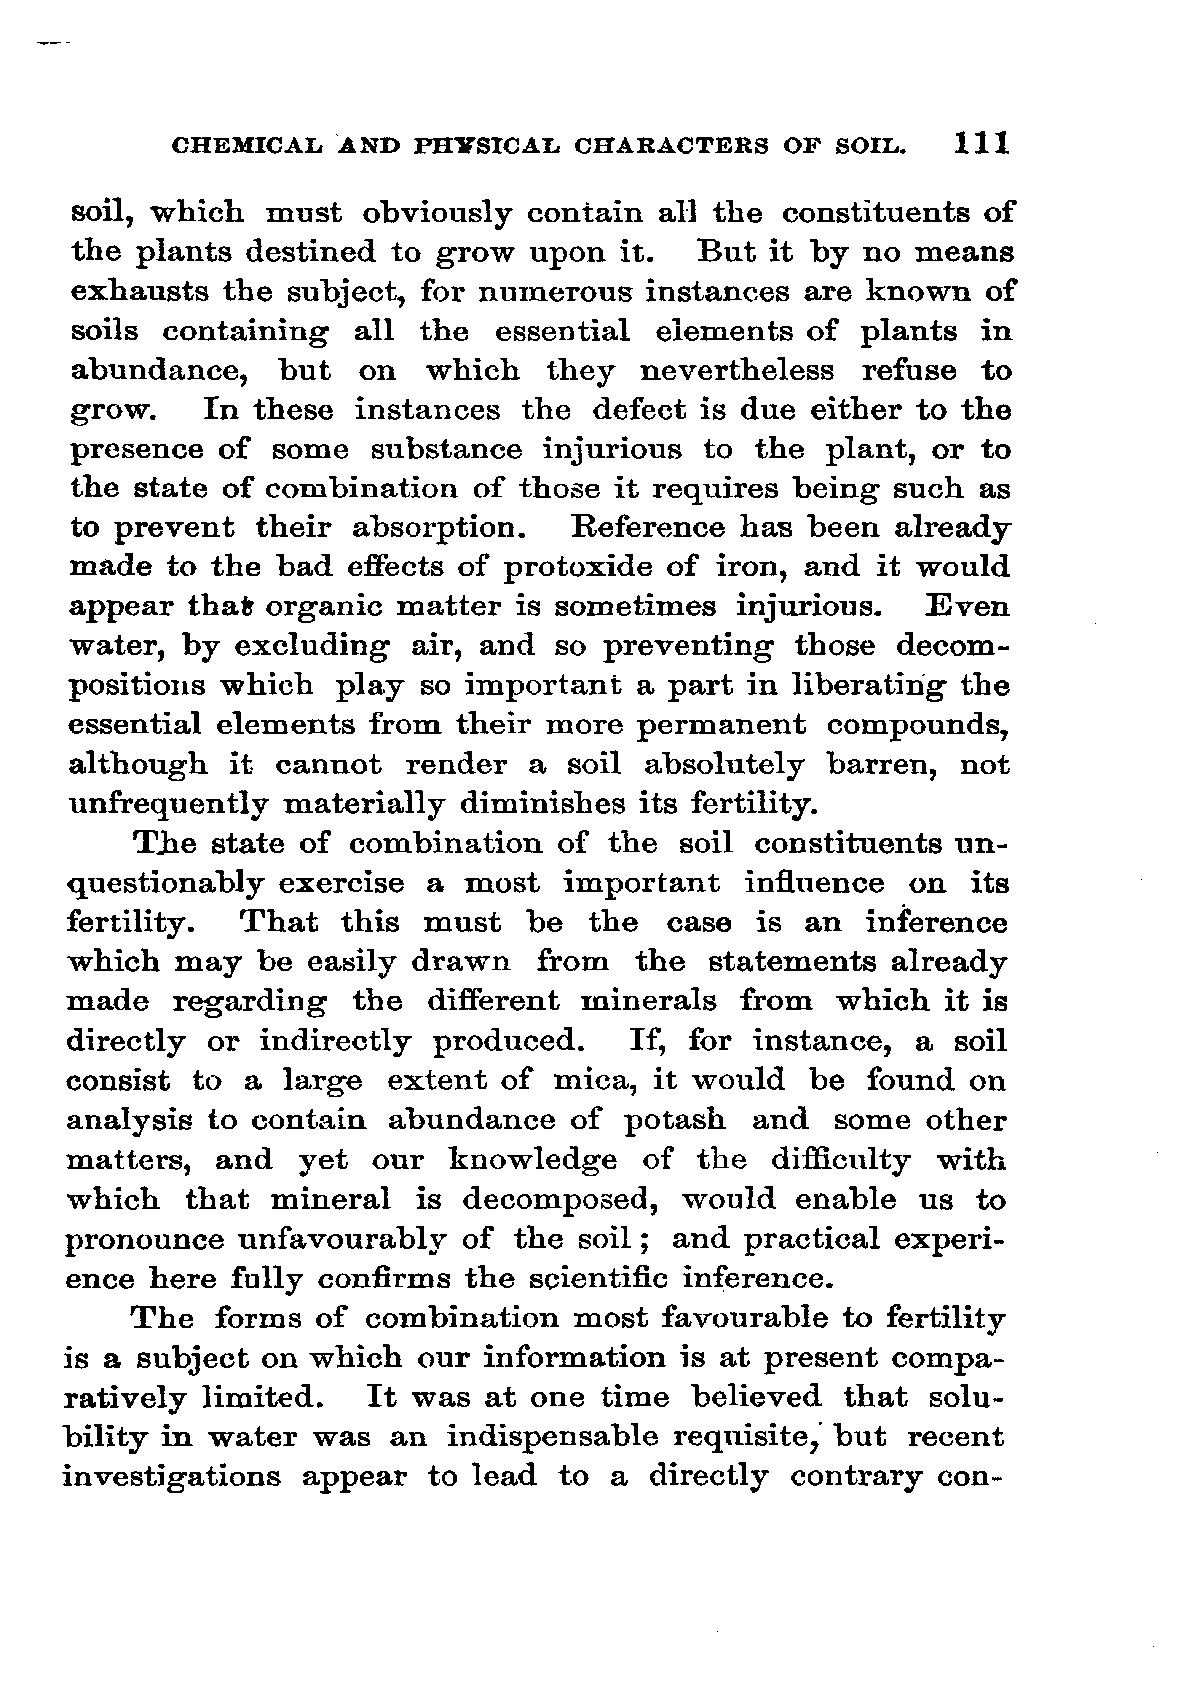 CHEMICAL AND PHYSICAL CHARACTERS OF SOIL. 111
soil, which must obviously contain all the constituents of
the plants destined to grow upon it. But it by no means
exhausts the subject, for numerous instances are known of
soils containing all the essential elements of plants in
abundance, but on which they nevertheless refuse to
grow. In these instances the defect is due either to the
presence of some substance injurious to the plant, or to
the state of combination of those it requires being such as
to prevent their absorption. Reference has been already
made to the bad effects of protoxide of iron, and it would
appear that organic matter is sometimes injurious. Even
water, by excluding air, and so preventing those decom-
positions which play so important a part in liberating the
essential elements from their more permanent compounds,
although it cannot render a soil absolutely barren, not
unfrequently materially diminishes its fertility.
The state of combination of the soil constituents un-
questionably exercise a most important influence on its
fertility. That this must be the case is an inference
which may be easily drawn from the statements already
made regarding the different minerals from which it is
directly or indirectly produced. If, for instance, a soil
consist to a large extent of mica, it would be found on
analysis to contain abundance of potash and some other
matters, and yet our knowledge of the difficulty with
which that mineral is decomposed, would enable us to
pronounce unfavourably of the soil; and practical experi-
ence here fully confirms the scientific inference.
The forms of combination most favourable to fertility
is a subject on which our information is at present compa-
ratively limited. It was at one time believed that solu-
bility in water was an indispensable requisite, but recent
investigations appear to lead to a directly contrary con-